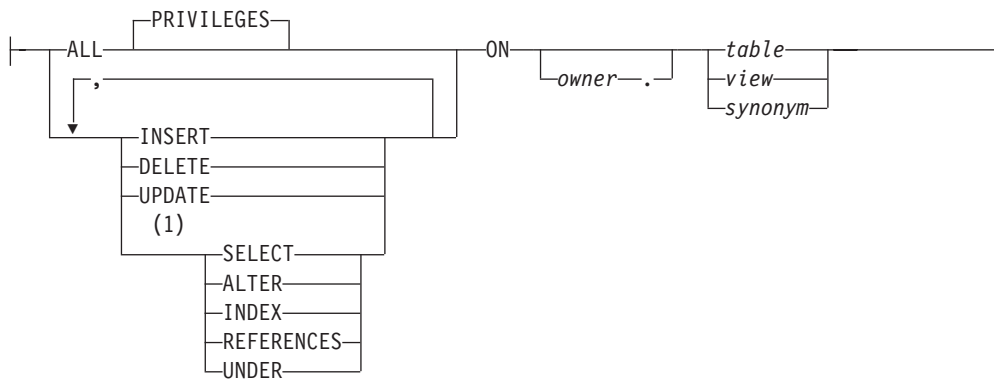 PRIVILEGES
ALL ON owner . table
, view
synonym
INSERT
DELETE
UPDATE
(1)
SELECT
ALTER
INDEX
REFERENCES
UNDER